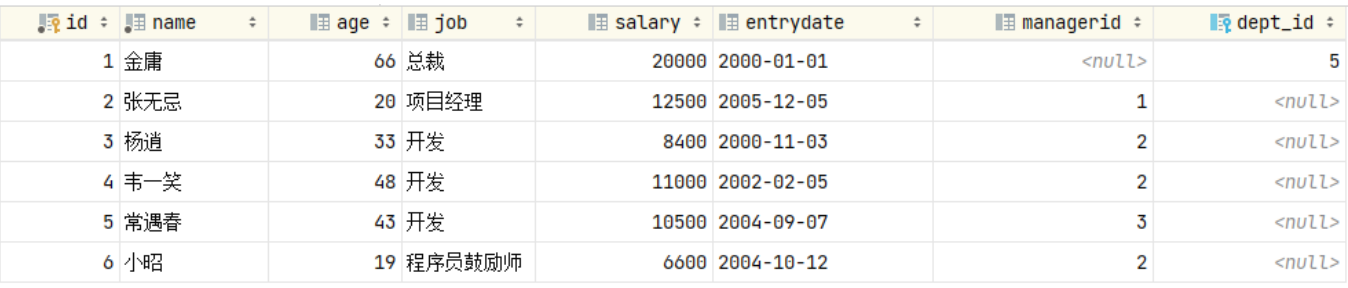 id name age job salary entrydate managerid dept_id
1 金庸 66 总裁 20000 2000-01-01 <null> 5
2 张无忌 20 项目经理 12500 2005-12-05 1 <null>
3 杨逍 33 开发 8400 2000-11-03 2 <null>
4 韦一笑 48 开发 11000 2002-02-05 2 <null>
5 常遇春 43 开发 10500 2004-09-07 3 <null>
6 小昭 19 程序员鼓励师 6600 2004-10-12 2 <null>